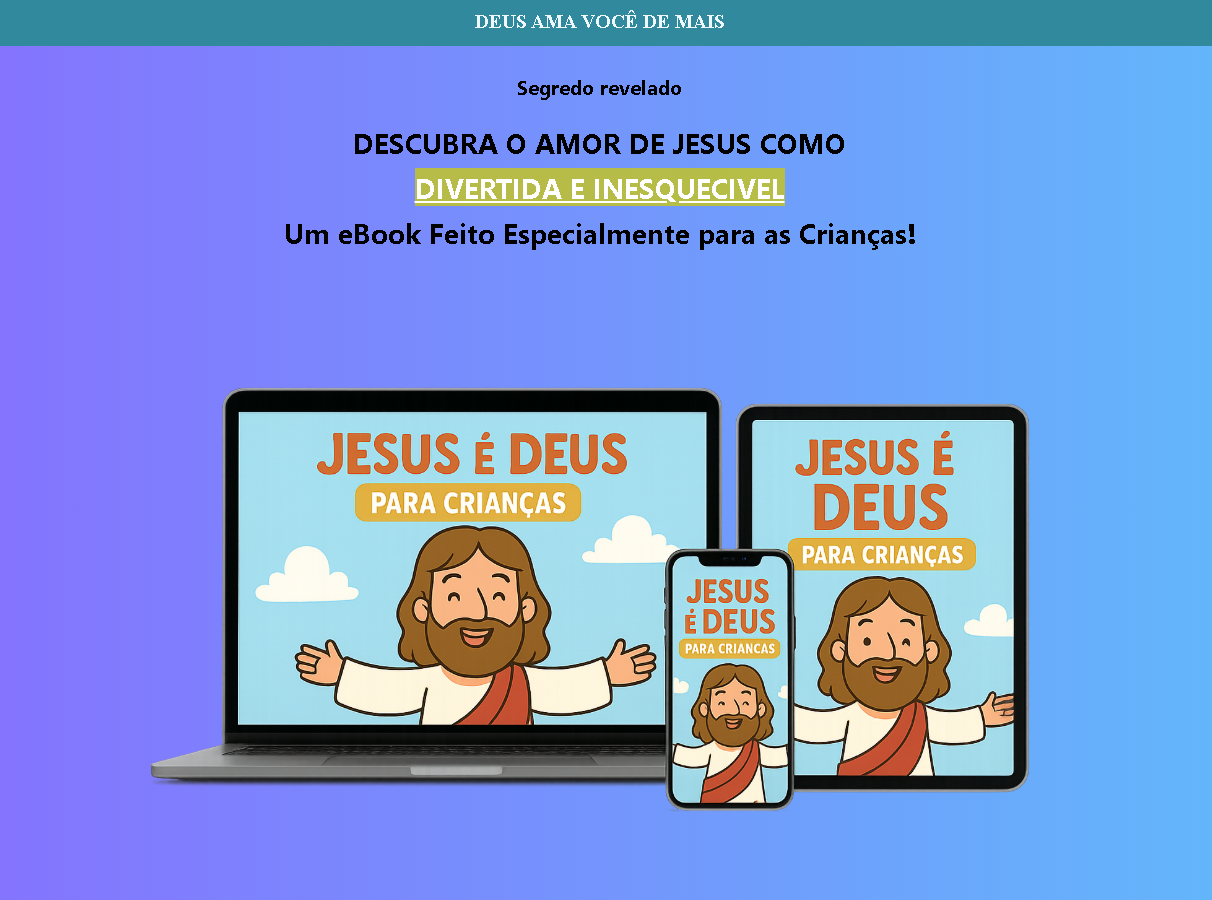 DEUS AMA VOCÊ DE MAIS
Segredo revelado
DESCUBRA O AMOR DE JESUS COMO
DIVERTIDA E INESQUECIVEL
Um eBook Feito Especialmente para as Crianças!
JESUS É DEUS
PARA CRIANÇAS
JESUS É
DEUS
PARA CRIANÇAS
JESUS
É DEUS
PARA CRIANCAS